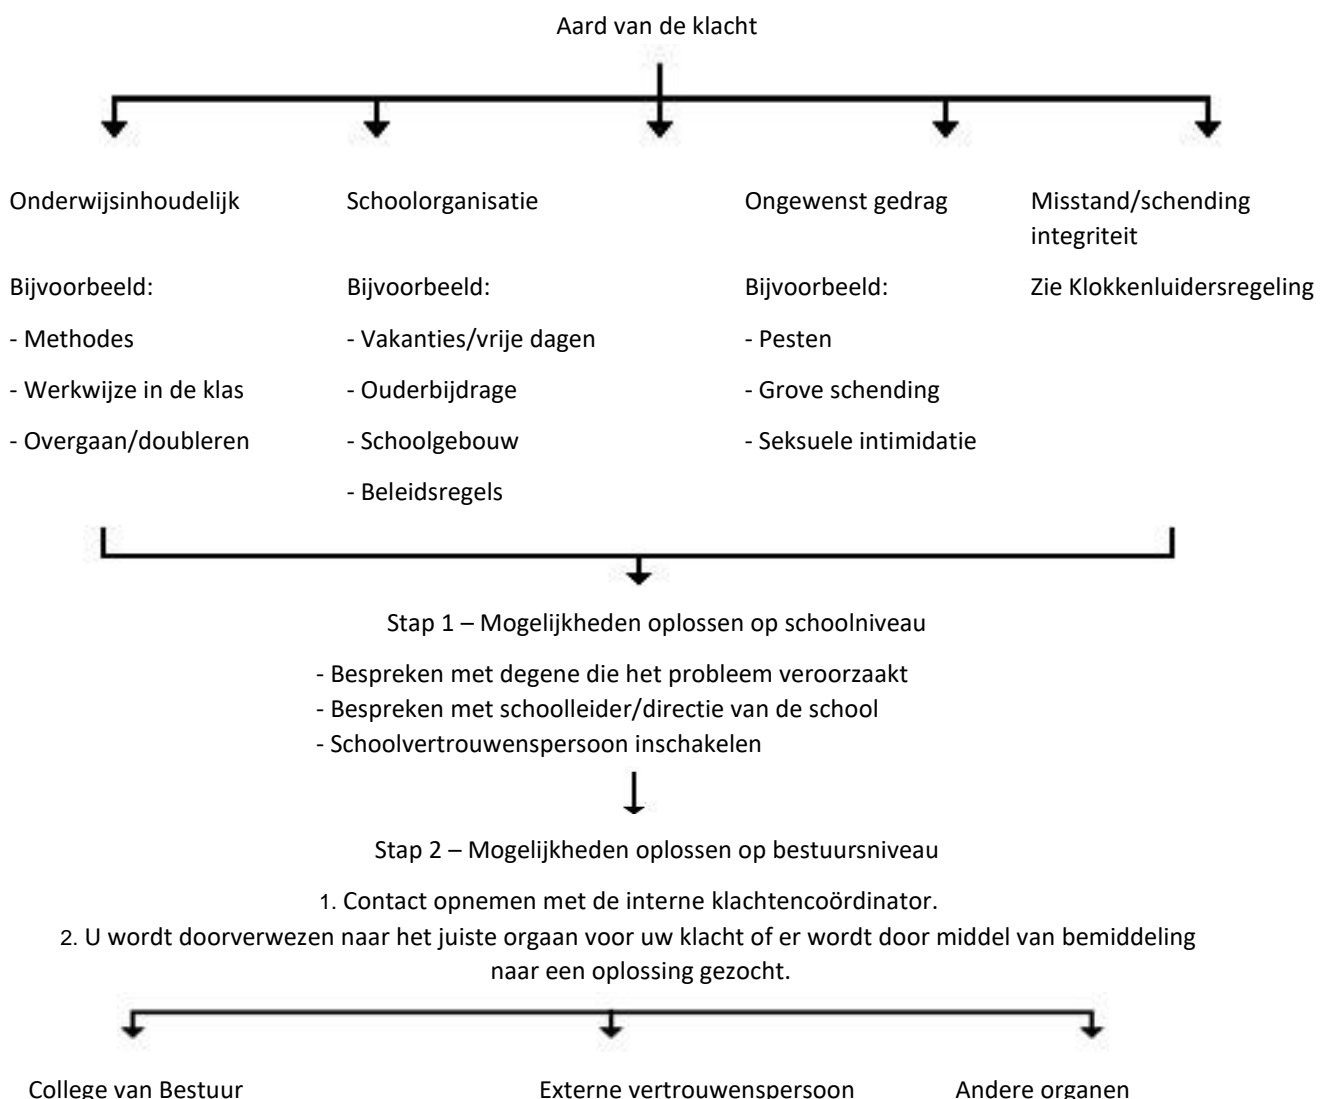 Aard van de klacht
Onderwijsinhoudelijk
Bijvoorbeeld:
- Methodes
- Werkwijze in de klas
- Overgaan/doubleren
Schoolorganisatie
Bijvoorbeeld:
- Vakanties/vrije dagen
- Ouderbijdrage
- Schoolgebouw
- Beleidsregels
Ongewenst gedrag
Bijvoorbeeld:
- Pesten
- Grove schending
- Seksuele intimidatie
Misstand/schending
integriteit
Zie Klokkenluidersregeling
Stap 1 – Mogelijkheden oplossen op schoolniveau
- Bespreken met degene die het probleem veroorzaakt
- Bespreken met schoolleider/directie van de school
- Schoolvertrouwenspersoon inschakelen
Stap 2 – Mogelijkheden oplossen op bestuursniveau
1. Contact opnemen met de interne klachtencoördinator.
2. U wordt doorverwezen naar het juiste orgaan voor uw klacht of er wordt door middel van bemiddeling
naar een oplossing gezocht.
College van Bestuur
Externe vertrouwenspersoon
Andere organen